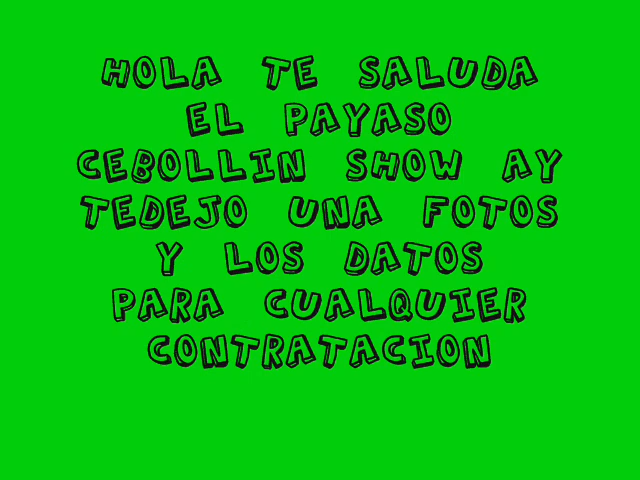 HOLA TE SALUDA
EL PAYASO
CEBOLLIN SHOW AY
TEDEJO UNA FOTOS
Y LOS DATOS
PARA CUALQUIER
CONTRATACION